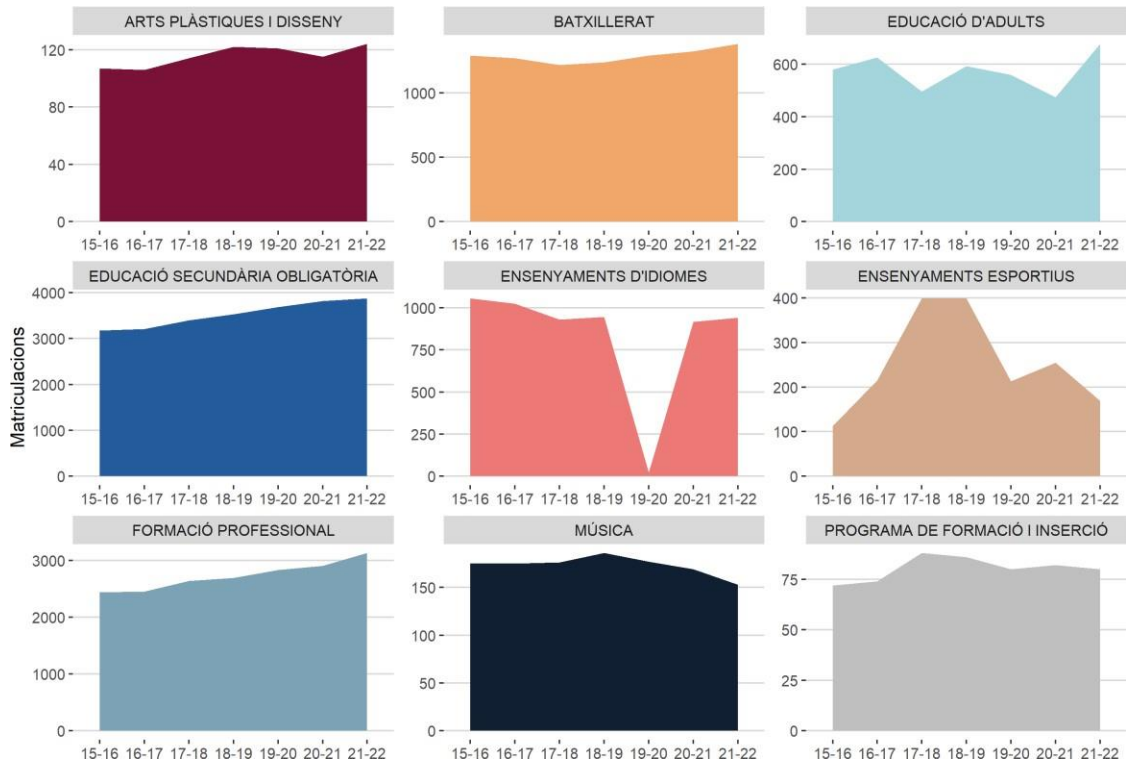 ARTS PLÀSTIQUES I DISSENY
BATXILLERAT
EDUCACIÓ D'ADULTS
120
80
40
0
1000
500
0
600
400
200
0
15-16 16-17 17-18 18-19 19-20 20-21 21-22
15-16 16-17 17-18 18-19 19-20 20-21 21-22
15-16 16-17 17-18 18-19 19-20 20-21 21-22
EDUCACIÓ SECUNDÀRIA OBLIGATÒRIA
ENSENYAMENTS D'IDIOMES
ENSENYAMENTS ESPORTIUS
Matriculacions
4000
3000
2000
1000
0
1000
750
500
250
0
400
300
200
100
0
15-16 16-17 17-18 18-19 19-20 20-21 21-22
15-16 16-17 17-18 18-19 19-20 20-21 21-22
15-16 16-17 17-18 18-19 19-20 20-21 21-22
FORMACIÓ PROFESSIONAL
MÚSICA
PROGRAMA DE FORMACIÓ I INSERCIÓ
3000
2000
1000
0
150
100
50
0
75
50
25
0
15-16 16-17 17-18 18-19 19-20 20-21 21-22
15-16 16-17 17-18 18-19 19-20 20-21 21-22
15-16 16-17 17-18 18-19 19-20 20-21 21-22